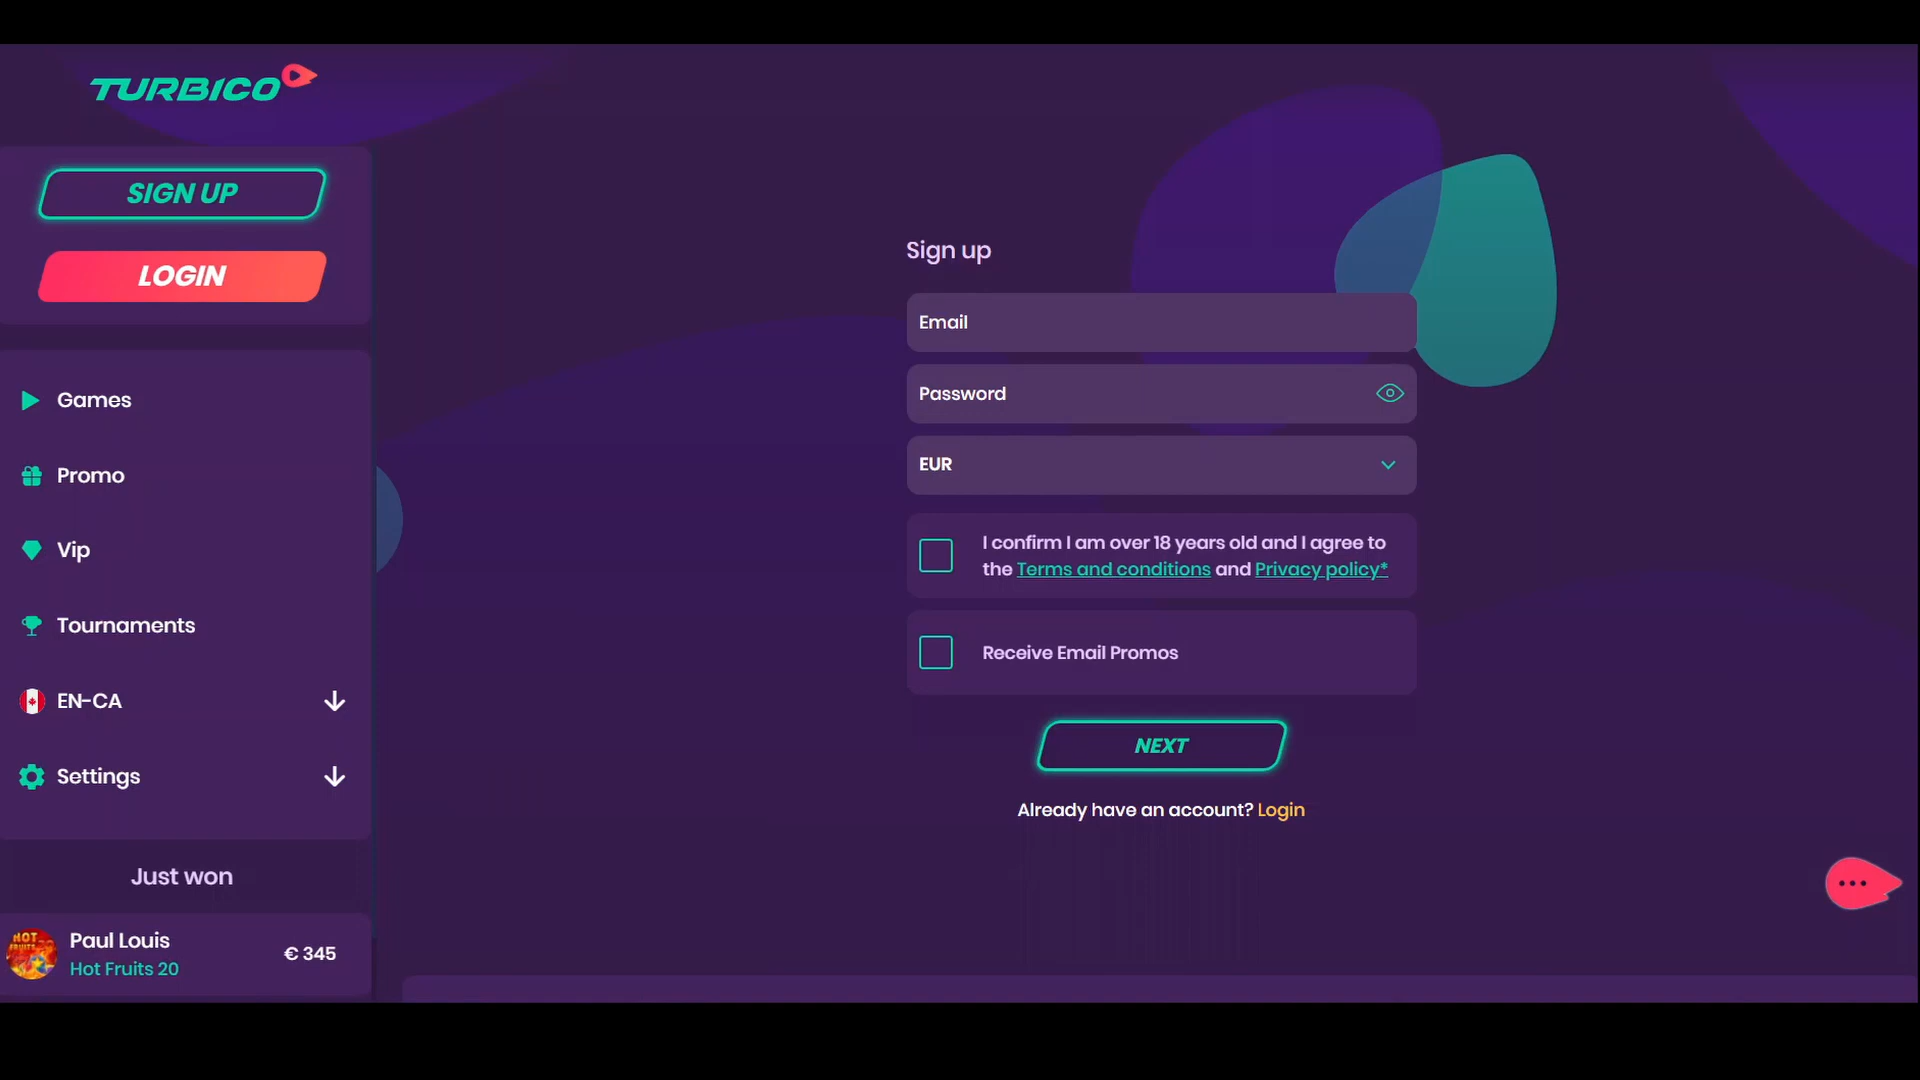 TURBICO
SIGN UP
LOGIN
Games
Promo
Vip
Tournaments
EN-CA
Settings
Just won
HOT
FRUITS
Paul Louis
Hot Fruits 20
€ 345
Sign up
Email
Password
EUR
I confirm I am over 18 years old and I agree to
the Terms and conditions and Privacy policy*
Receive Email Promos
NEXT
Already have an account? Login